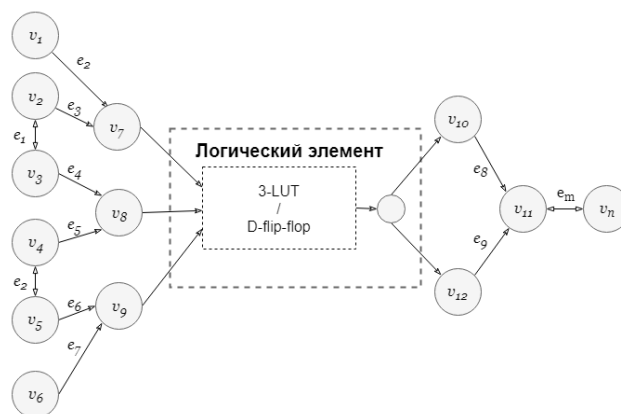 v1
e2
v2
e3
v7
e1
Логический элемент
v10
v3
e4
3-LUT
/
D-flip-flop
e8
v8
v11
em
vn
e5
v4
e9
e2
e6
v9
v12
v5
e7
v6